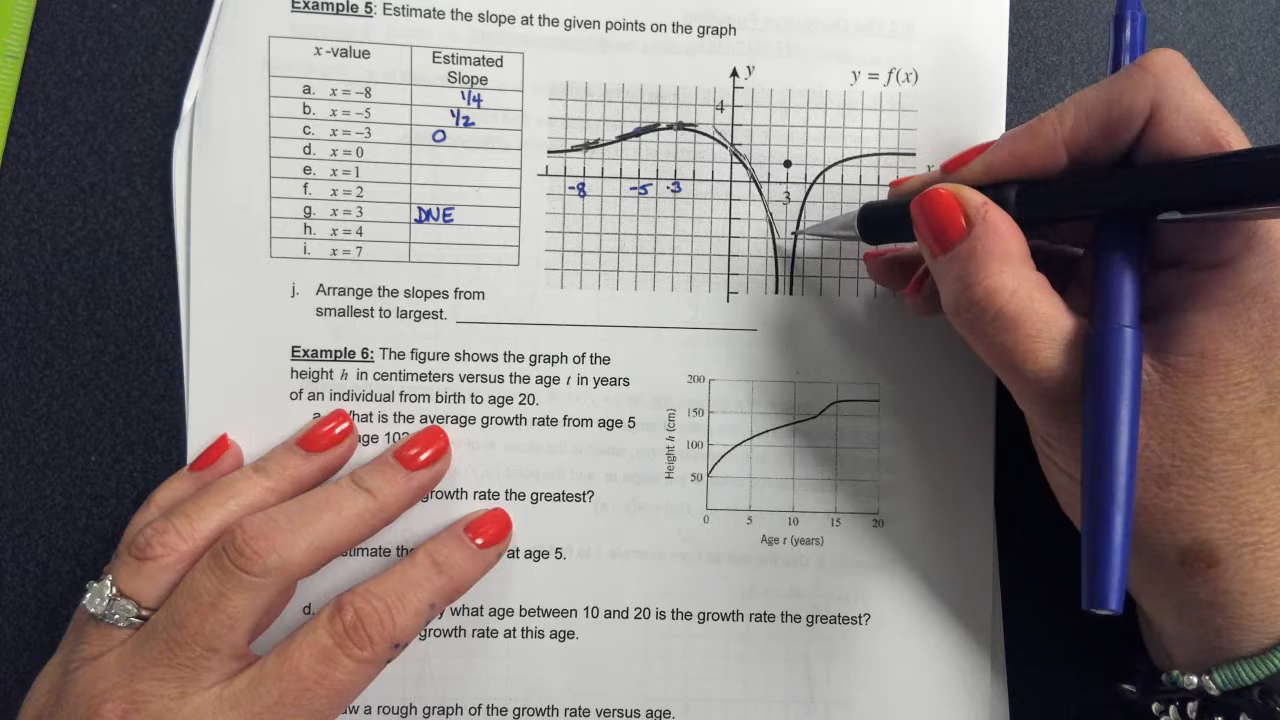 Example 5: Estimate the slope at the given points on the graph
x-value Estimated Slope
a. x = −8 1/4
b. x = −5 1/2
c. x = −3 0
d. x = 0
e. x = 1
f. x = 2
g. x = 3 DNE
h. x = 4
i. x = 7
y
y = f(x)
4
x
-8 -5 -3 3
j. Arrange the slopes from
smallest to largest.
Example 6: The figure shows the graph of the
height h in centimeters versus the age t in years
of an individual from birth to age 20.
hat is the average growth rate from age 5
age 10?
growth rate the greatest?
at age 5.
d. what age between 10 and 20 is the growth rate the greatest?
growth rate at this age.
a rough graph of the growth rate versus age.
200
150
100
50
Height h (cm)
0 5 10 15 20
Age t (years)